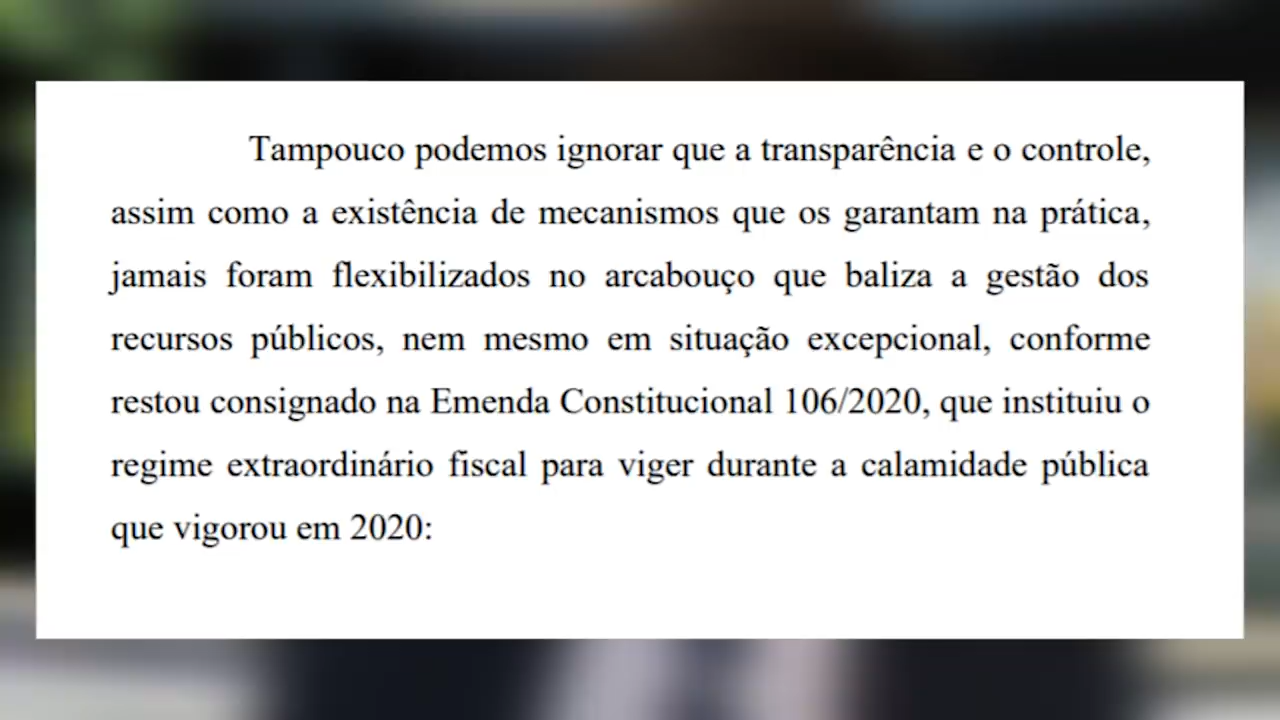 Tampouco podemos ignorar que a transparência e o controle,
assim como a existência de mecanismos que os garantam na prática,
jamais foram flexibilizados no arcabouço que baliza a gestão dos
recursos públicos, nem mesmo em situação excepcional, conforme
restou consignado na Emenda Constitucional 106/2020, que instituiu o
regime extraordinário fiscal para viger durante a calamidade pública
que vigorou em 2020: